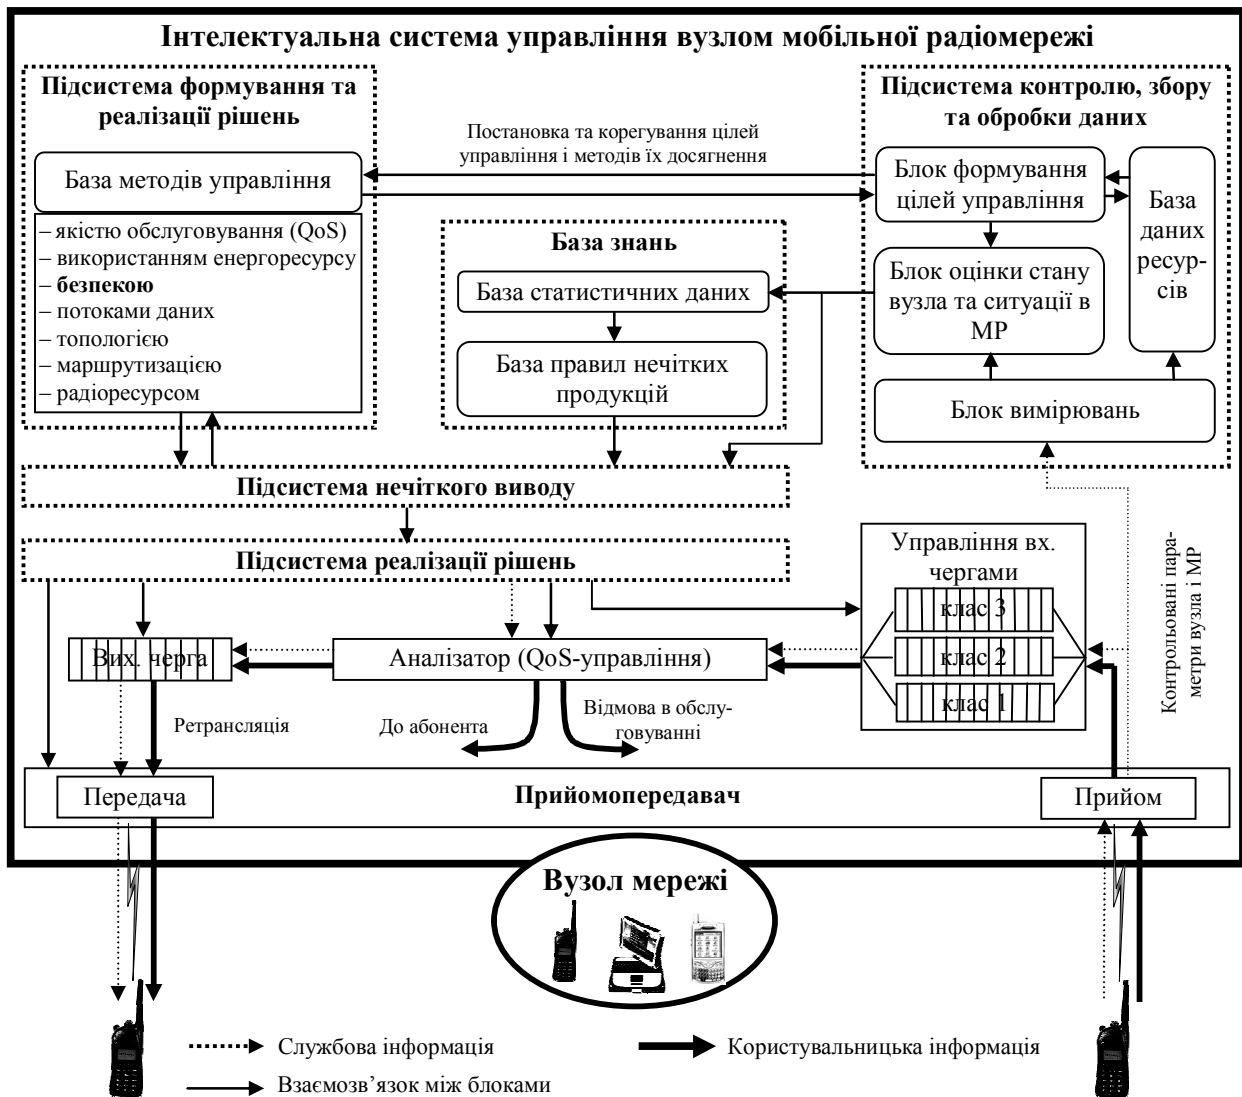 Інтелектуальна система управління вузлом мобільної радіомережі
Підсистема формування та
реалізації рішень
База методів управління
– якістю обслуговування (QoS)
– використанням енергоресурсу
– безпекою
– потоками даних
– топологією
– маршрутизацією
– радіоресурсом
Постановка та корегування цілей
управління і методів їх досягнення
База знань
База статистичних даних
База правил нечітких
продукцій
Підсистема контролю, збору
та обробки даних
Блок формування
цілей управління
База
даних
ресур-
сів
Блок оцінки стану
вузла та ситуації в
МР
Блок вимірювань
Підсистема нечіткого виводу
Підсистема реалізації рішень
Управління вх.
чергами
клас 3
клас 2
клас 1
Контрольовані пара-
метри вузла і МР
Вих. черга
Аналізатор (QoS-управління)
Ретрансляція
До абонента
Відмова в обслу-
говуванні
Передача
Прийомопередавач
Прийом
Вузол мережі
Службова інформація
Користувальницька інформація
Взаємозв’язок між блоками